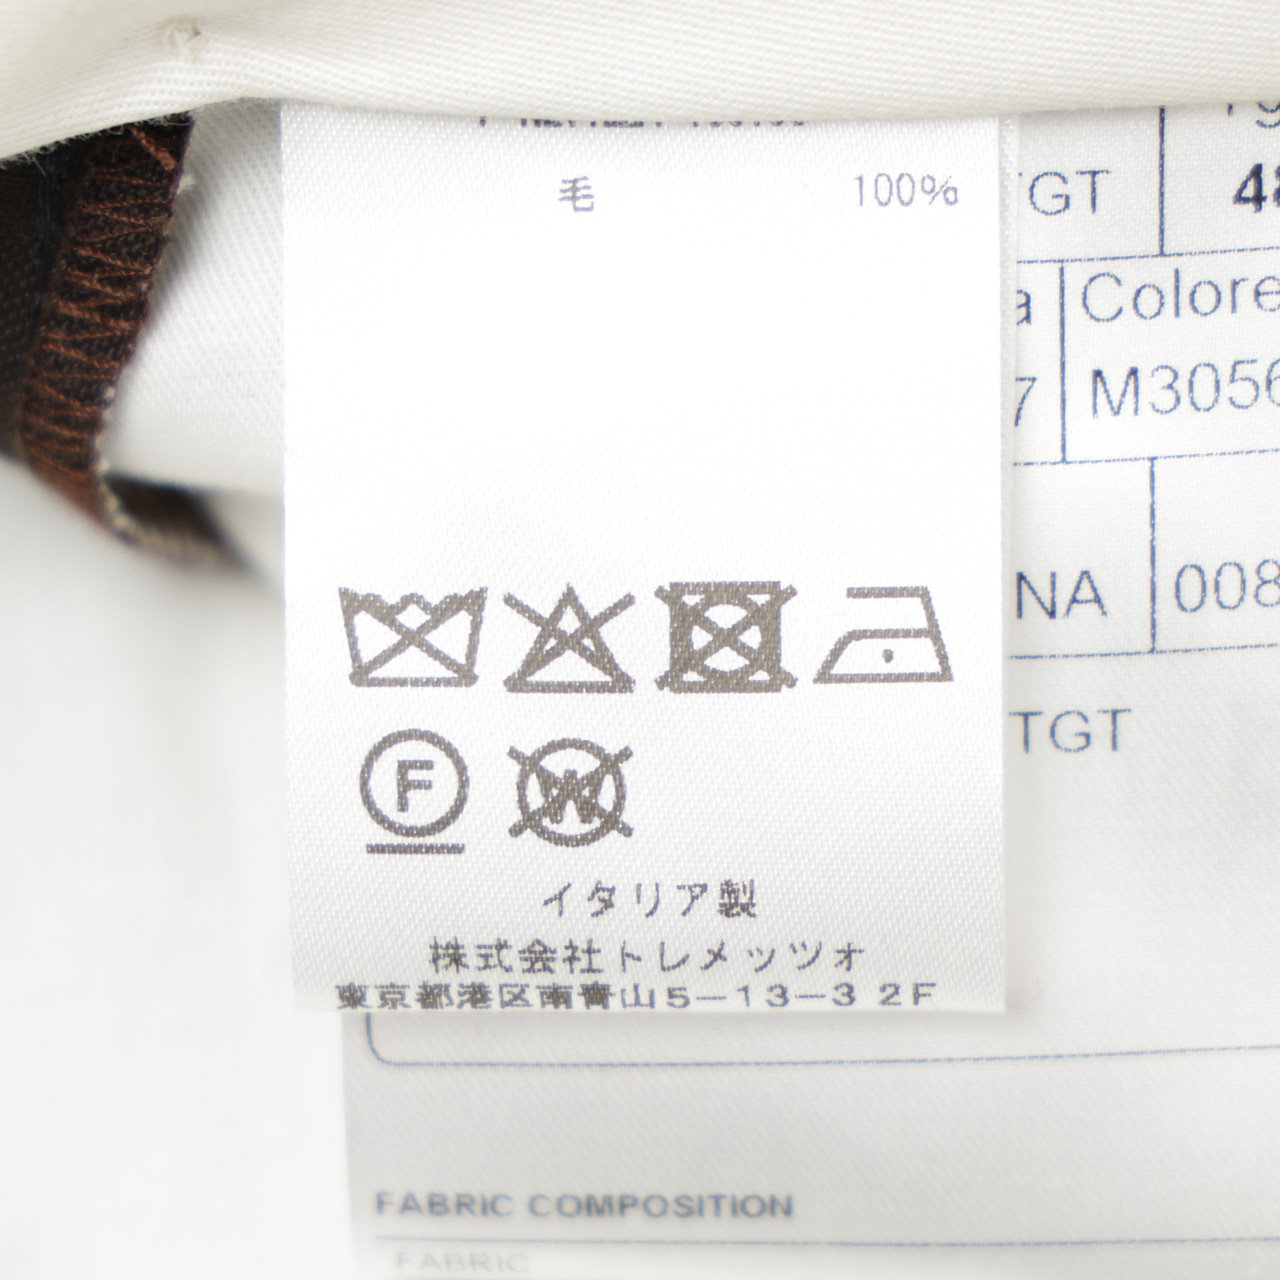 毛 100%
イタリア製
株式会社トレメッツォ
東京都港区南青山5-13-3 2F
TGT
Colore
M3056
NA
008
TGT
FABRIC COMPOSITION
FABRIC